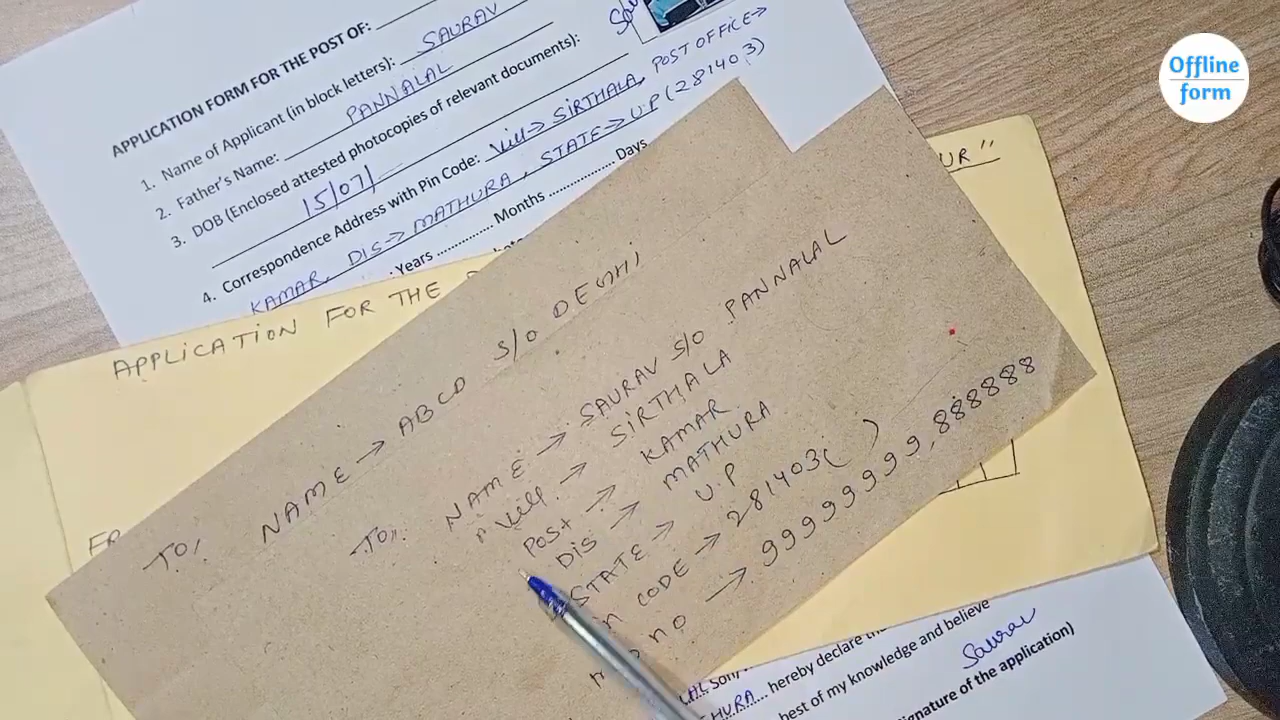 Offline
form
APPLICATION FORM FOR THE POST OF:
1. Name of Applicant (in block letters): SAURAV
2. Father's Name: PANNALAL
3. DOB (Enclosed attested photocopies of relevant documents):
15/07/
4. Correspondence Address with Pin Code: Vill→ SIRTHALA, POST OFFICE→
KAMAR, DIS→ MATHURA, STATE→ U.P (281403)
Years ............. Months ................ Days
APPLICATION FOR THE
UR"
TO,
NAME → ABCD S/O DELHI
TO,
NAME → SAURAV S/O PANNALAL
Vill. → SIRTHALA
POST → KAMAR
DIS → MATHURA
STATE → U.P
CODE → 281403( )
no → 99999999, 888888
hereby declare
best of my knowledge and believe
Saurav
signature of the application)